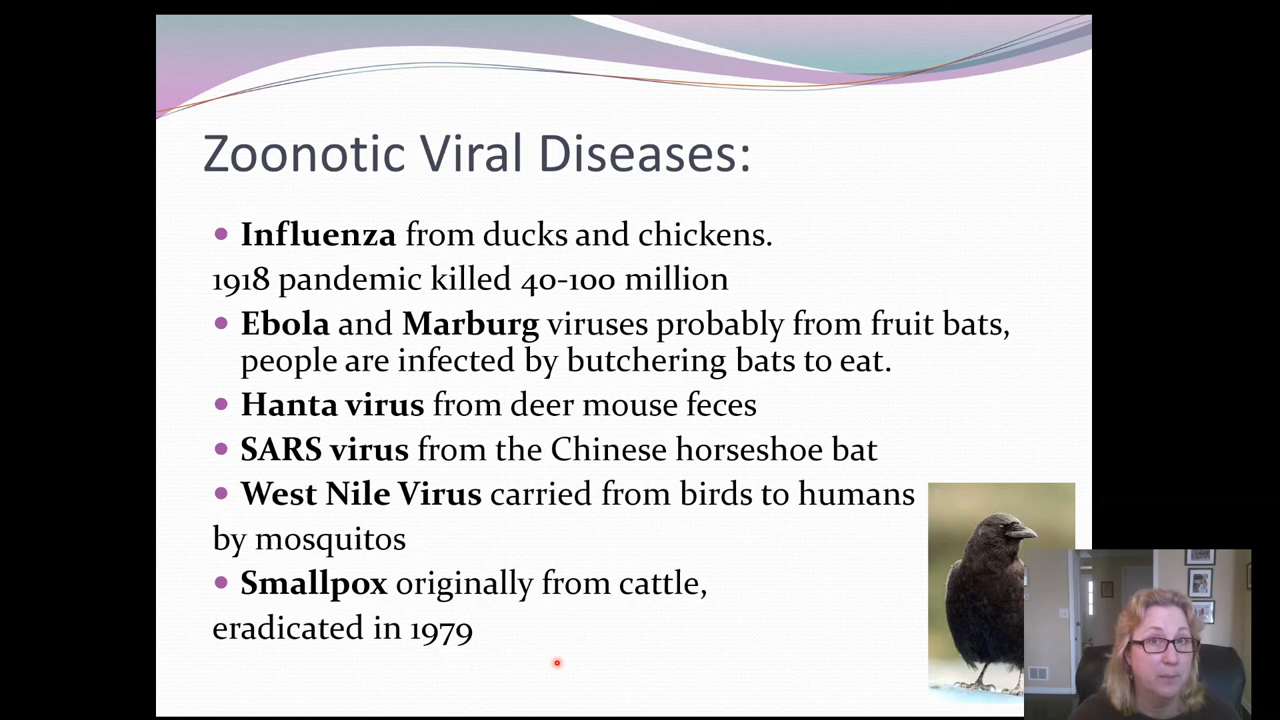 Zoonotic Viral Diseases:
• Influenza from ducks and chickens.
1918 pandemic killed 40-100 million
• Ebola and Marburg viruses probably from fruit bats,
people are infected by butchering bats to eat.
• Hanta virus from deer mouse feces
• SARS virus from the Chinese horseshoe bat
• West Nile Virus carried from birds to humans
by mosquitos
• Smallpox originally from cattle,
eradicated in 1979